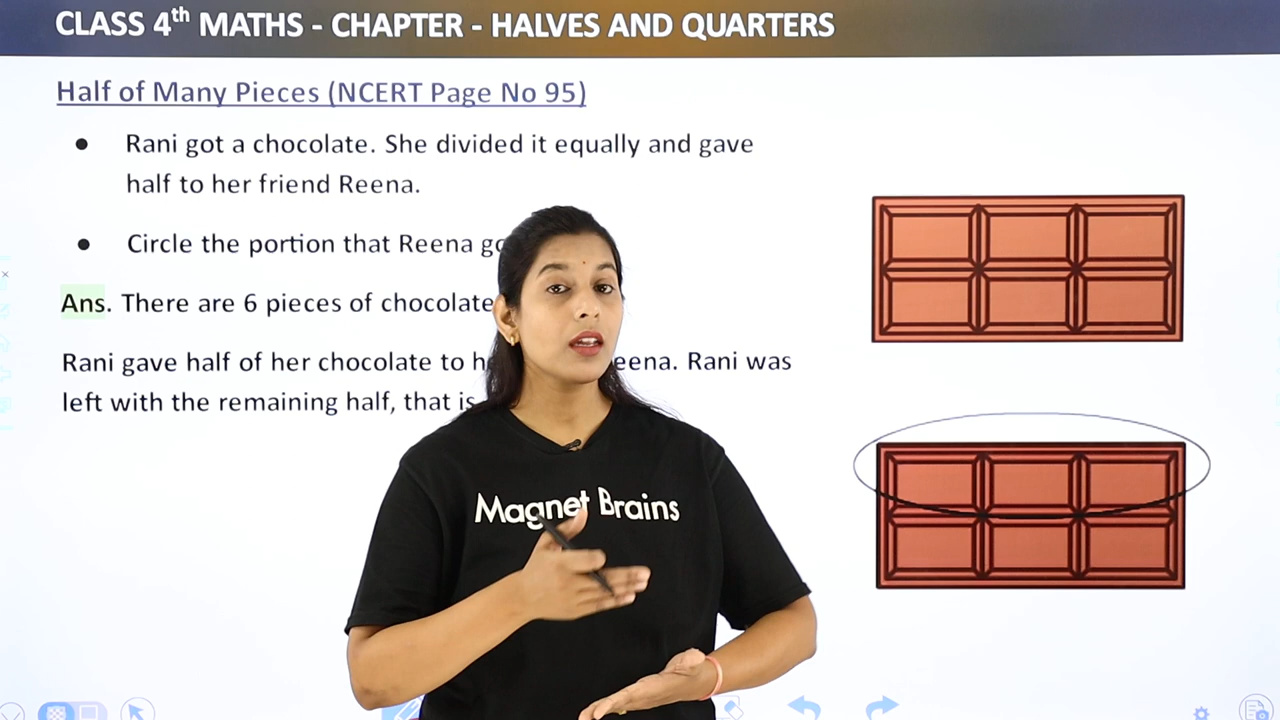 CLASS 4th MATHS - CHAPTER - HALVES AND QUARTERS
Half of Many Pieces (NCERT Page No 95)
● Rani got a chocolate. She divided it equally and gave
half to her friend Reena.
● Circle the portion that Reena
Ans. There are 6 pieces of chocolate
Rani gave half of her chocolate to Rani was
left with the remaining half, that is
Magnet Brains